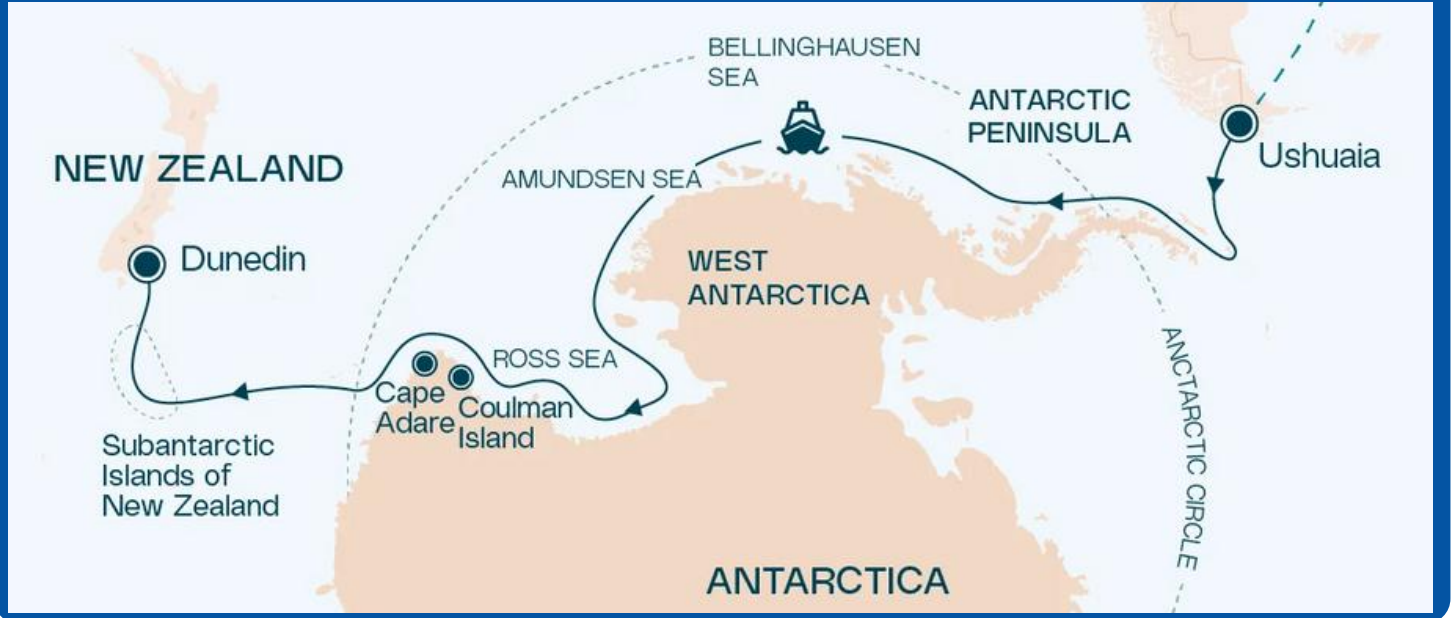 BELLINGHAUSEN
SEA
ANTARCTIC
PENINSULA
Ushuaia
NEW ZEALAND
AMUNDSEN SEA
Dunedin
WEST
ANTARCTICA
ROSS SEA
Cape
Adare
Coulman
Island
ANCTARCTIC CIRCLE
Subantarctic
Islands of
New Zealand
ANTARCTICA